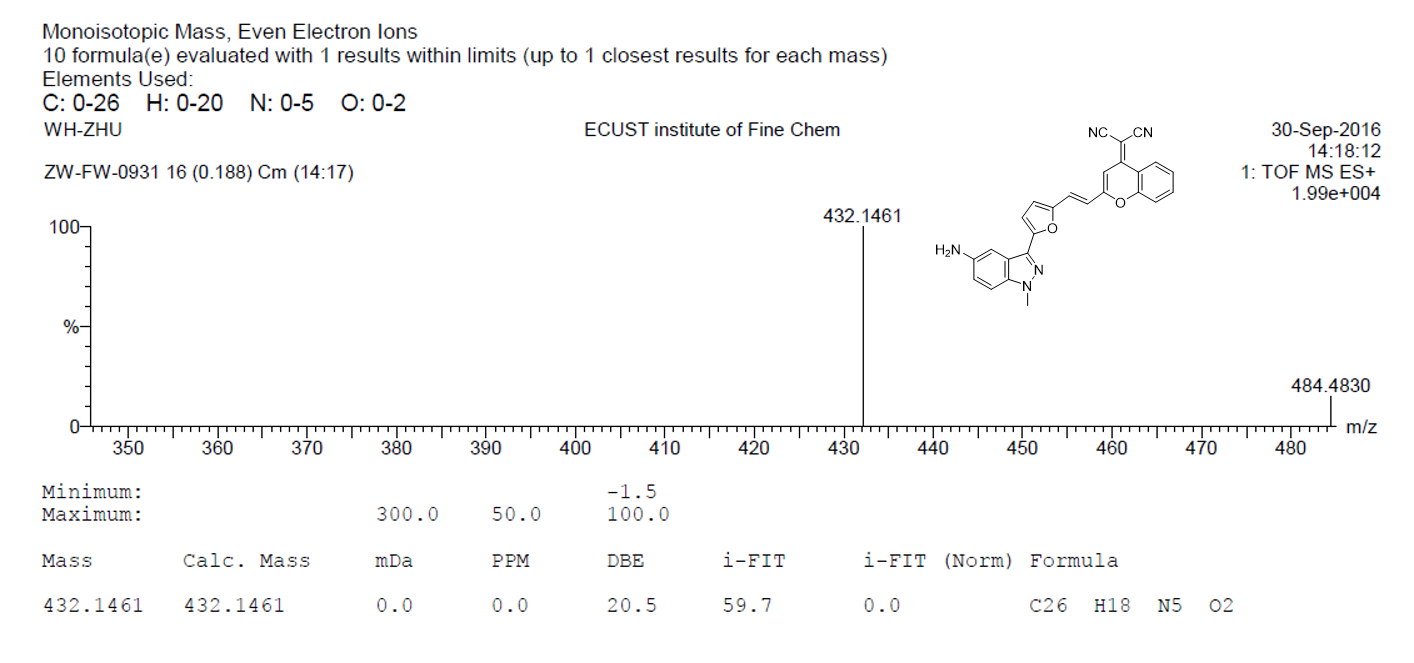 Monoisotopic Mass, Even Electron Ions
10 formula(e) evaluated with 1 results within limits (up to 1 closest results for each mass)
Elements Used:
C: 0-26 H: 0-20 N: 0-5 O: 0-2
WH-ZHU ECUST institute of Fine Chem 30-Sep-2016
14:18:12
ZW-FW-0931 16 (0.188) Cm (14:17) 1: TOF MS ES+
1.99e+004
NC CN
O
O
H2N
N
N
100 432.1461
%
484.4830
0 m/z
350 360 370 380 390 400 410 420 430 440 450 460 470 480
Minimum: -1.5
Maximum: 300.0 50.0 100.0
Mass Calc. Mass mDa PPM DBE i-FIT i-FIT (Norm) Formula
432.1461 432.1461 0.0 0.0 20.5 59.7 0.0 C26 H18 N5 O2